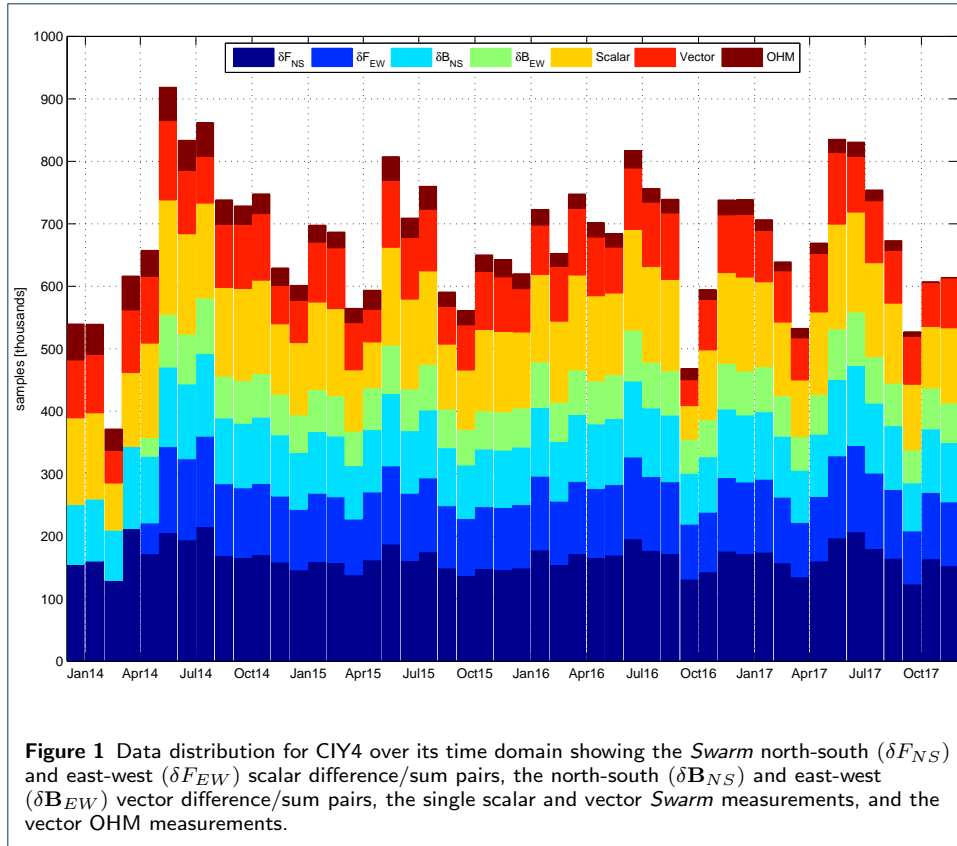 1000
900
800
700
600
500
400
300
200
100
0
samples [thousands]
δF_NS δF_EW δB_NS δB_EW Scalar Vector OHM
Jan14 Apr14 Jul14 Oct14 Jan15 Apr15 Jul15 Oct15 Jan16 Apr16 Jul16 Oct16 Jan17 Apr17 Jul17 Oct17
Figure 1 Data distribution for CIY4 over its time domain showing the Swarm north-south (δF_NS)
and east-west (δF_EW) scalar difference/sum pairs, the north-south (δB_NS) and east-west
(δB_EW) vector difference/sum pairs, the single scalar and vector Swarm measurements, and the
vector OHM measurements.